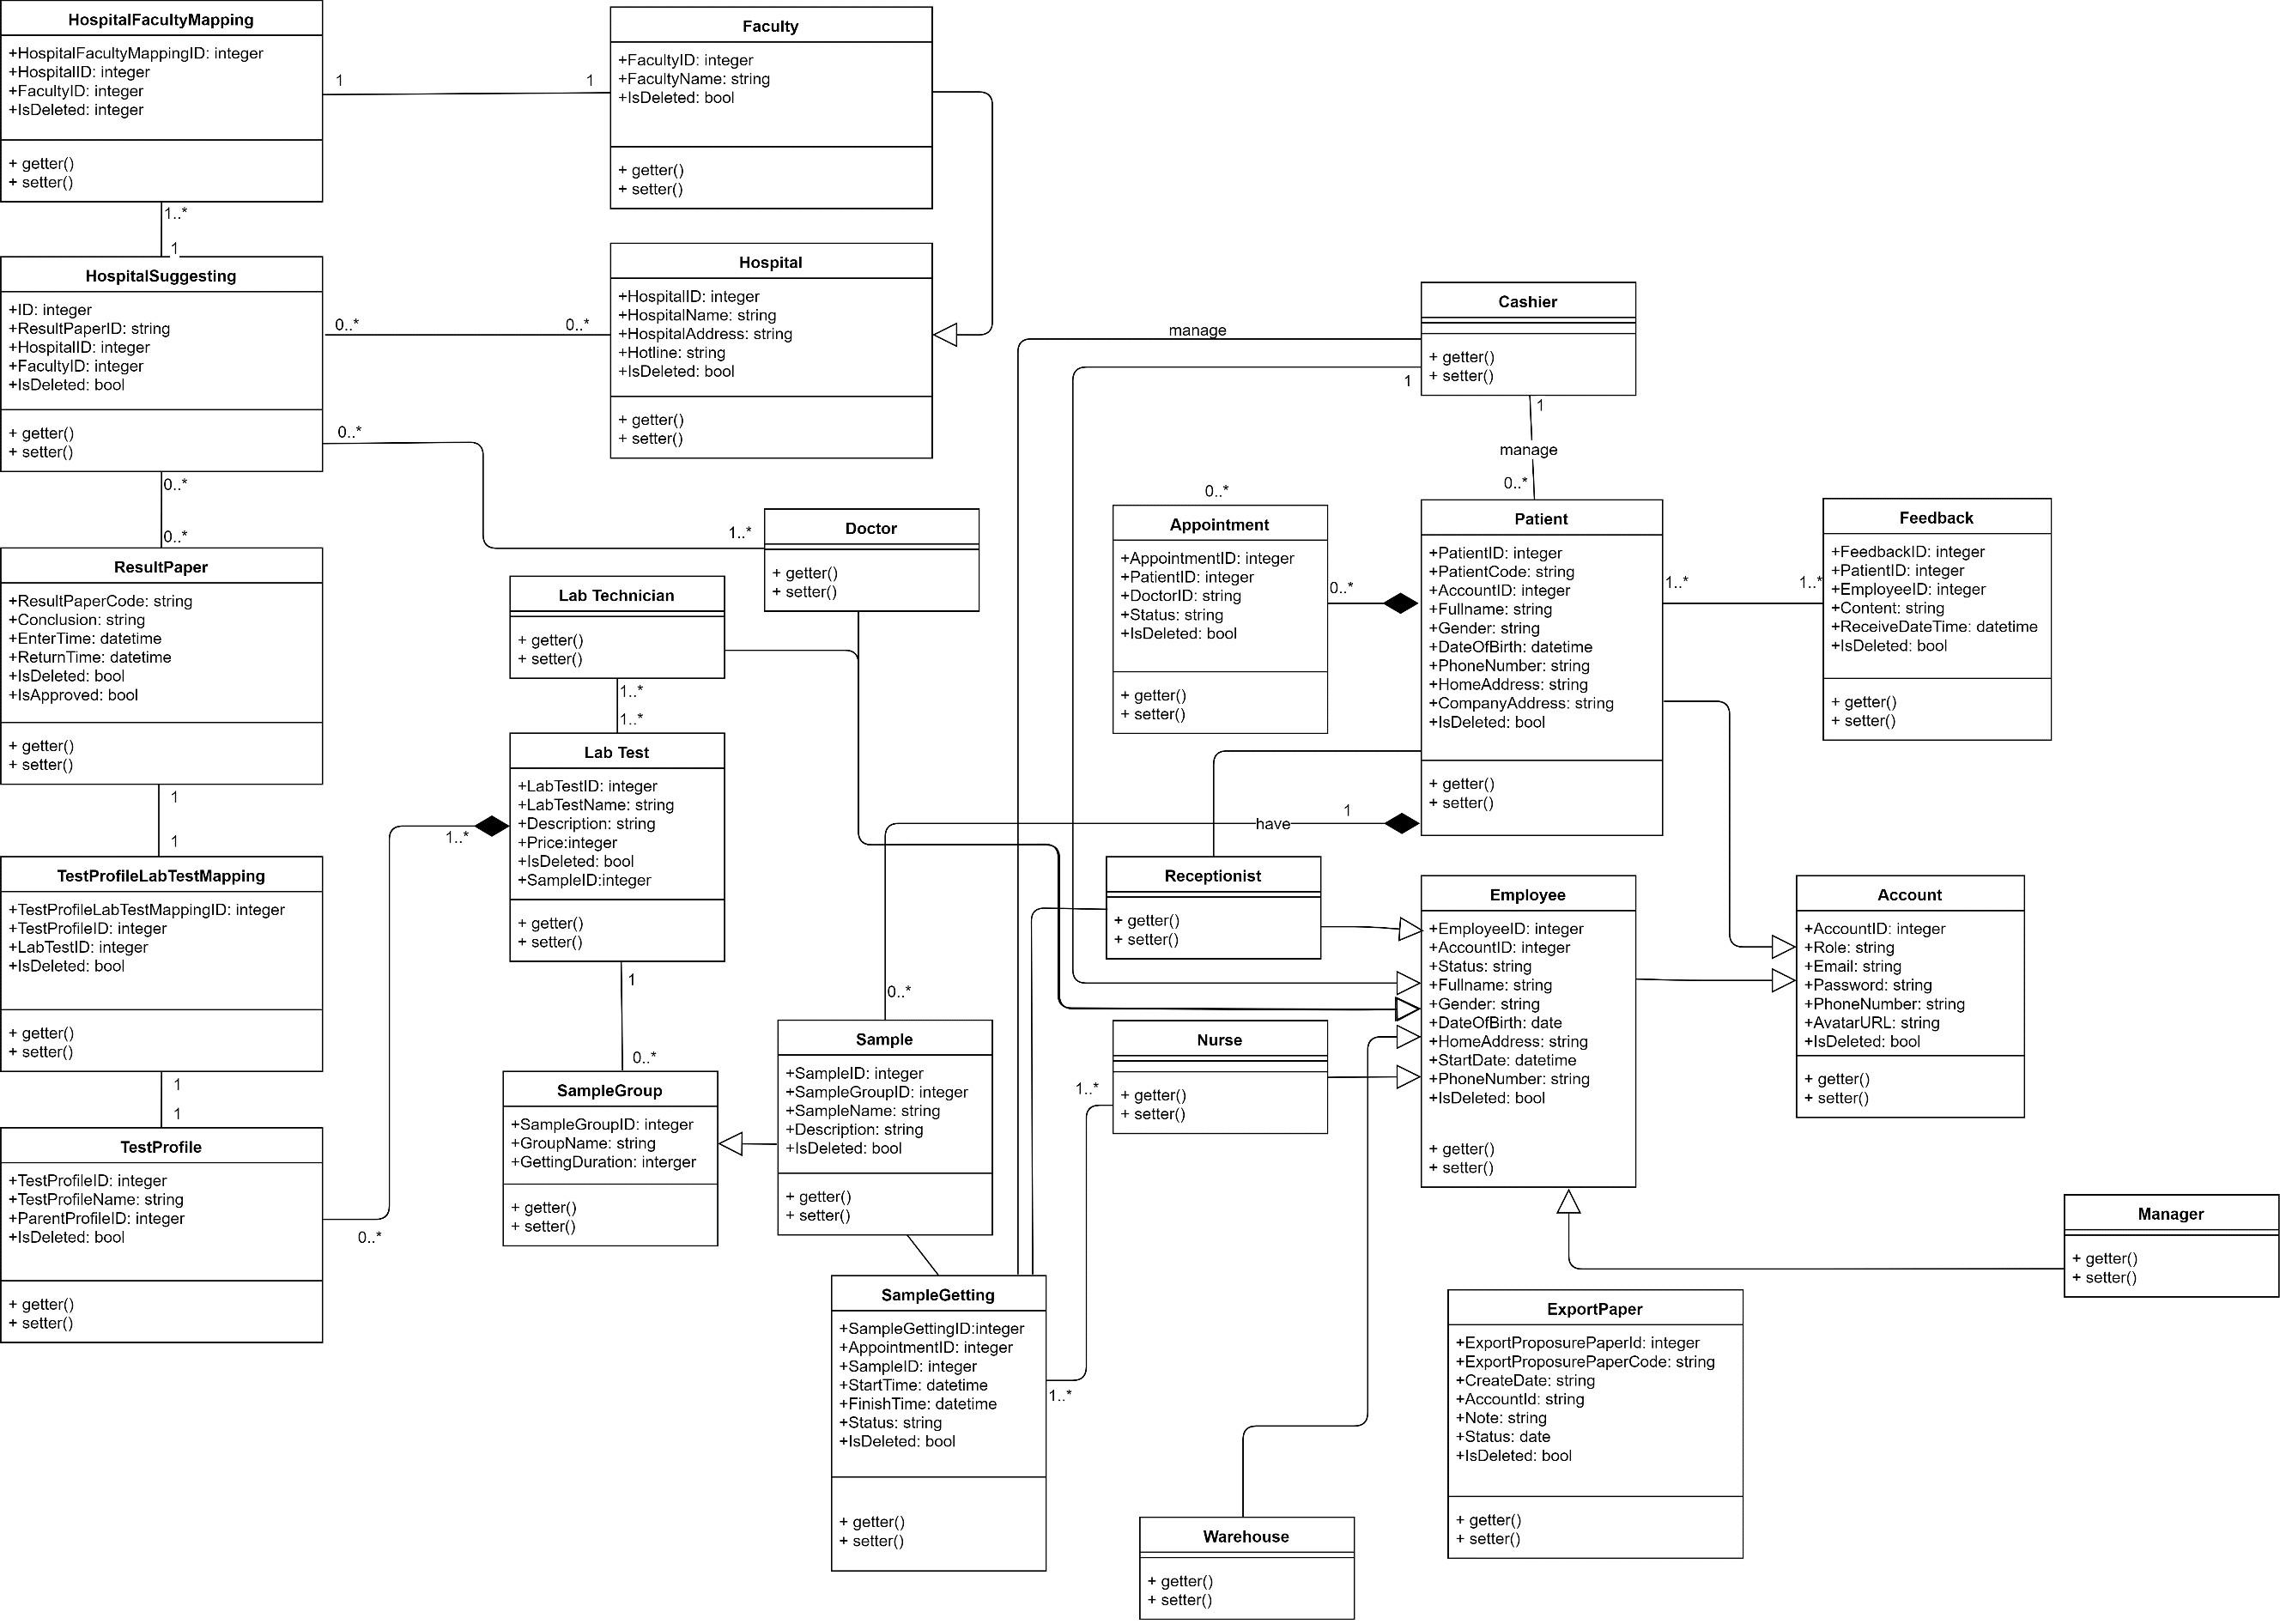 HospitalFacultyMapping
+HospitalFacultyMappingID: integer
+HospitalID: integer
+FacultyID: integer
+IsDeleted: integer
+ getter()
+ setter()
1
1
Faculty
+FacultyID: integer
+FacultyName: string
+IsDeleted: bool
+ getter()
+ setter()
1..*
1
HospitalSuggesting
+ID: integer
+ResultPaperID: string
+HospitalID: integer
+FacultyID: integer
+IsDeleted: bool
+ getter()
+ setter()
0..*
0..*
Hospital
+HospitalID: integer
+HospitalName: string
+HospitalAddress: string
+Hotline: string
+IsDeleted: bool
+ getter()
+ setter()
0..*
1..*
0..*
0..*
manage
Cashier
+ getter()
+ setter()
1
1
manage
0..*
Doctor
+ getter()
+ setter()
0..*
Appointment
+AppointmentID: integer
+PatientID: integer
+DoctorID: string
+Status: string
+IsDeleted: bool
+ getter()
+ setter()
0..*
Patient
+PatientID: integer
+PatientCode: string
+AccountID: integer
+Fullname: string
+Gender: string
+DateOfBirth: datetime
+PhoneNumber: string
+HomeAddress: string
+CompanyAddress: string
+IsDeleted: bool
+ getter()
+ setter()
1..*
1..*
Feedback
+FeedbackID: integer
+PatientID: integer
+EmployeeID: integer
+Content: string
+ReceiveDateTime: datetime
+IsDeleted: bool
+ getter()
+ setter()
ResultPaper
+ResultPaperCode: string
+Conclusion: string
+EnterTime: datetime
+ReturnTime: datetime
+IsDeleted: bool
+IsApproved: bool
+ getter()
+ setter()
1
1
Lab Technician
+ getter()
+ setter()
1..*
1..*
Lab Test
+LabTestID: integer
+LabTestName: string
+Description: string
+Price:integer
+IsDeleted: bool
+SampleID:integer
+ getter()
+ setter()
1..*
1
have
TestProfileLabTestMapping
+TestProfileLabTestMappingID: integer
+TestProfileID: integer
+LabTestID: integer
+IsDeleted: bool
+ getter()
+ setter()
1
1
1
0..*
0..*
Receptionist
+ getter()
+ setter()
Employee
+EmployeeID: integer
+AccountID: integer
+Status: string
+Fullname: string
+Gender: string
+DateOfBirth: date
+HomeAddress: string
+StartDate: datetime
+PhoneNumber: string
+IsDeleted: bool
+ getter()
+ setter()
Account
+AccountID: integer
+Role: string
+Email: string
+Password: string
+PhoneNumber: string
+AvatarURL: string
+IsDeleted: bool
+ getter()
+ setter()
TestProfile
+TestProfileID: integer
+TestProfileName: string
+ParentProfileID: integer
+IsDeleted: bool
+ getter()
+ setter()
0..*
SampleGroup
+SampleGroupID: integer
+GroupName: string
+GettingDuration: interger
+ getter()
+ setter()
Sample
+SampleID: integer
+SampleGroupID: integer
+SampleName: string
+Description: string
+IsDeleted: bool
+ getter()
+ setter()
Nurse
+ getter()
+ setter()
1..*
1..*
SampleGetting
+SampleGettingID:integer
+AppointmentID: integer
+SampleID: integer
+StartTime: datetime
+FinishTime: datetime
+Status: string
+IsDeleted: bool
+ getter()
+ setter()
Manager
+ getter()
+ setter()
ExportPaper
+ExportProposurePaperId: integer
+ExportProposurePaperCode: string
+CreateDate: string
+AccountId: string
+Note: string
+Status: date
+IsDeleted: bool
+ getter()
+ setter()
Warehouse
+ getter()
+ setter()